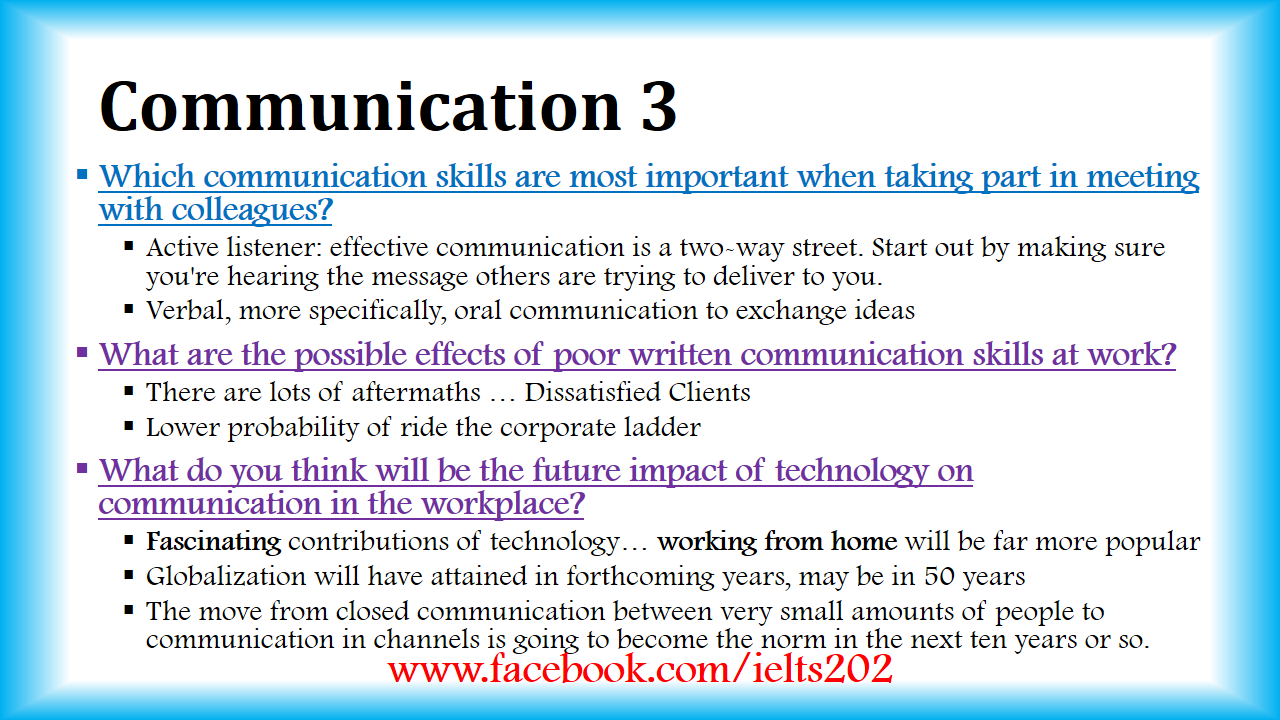 Communication 3
▪ Which communication skills are most important when taking part in meeting
with colleagues?
▪ Active listener: effective communication is a two-way street. Start out by making sure
you're hearing the message others are trying to deliver to you.
▪ Verbal, more specifically, oral communication to exchange ideas
▪ What are the possible effects of poor written communication skills at work?
▪ There are lots of aftermaths … Dissatisfied Clients
▪ Lower probability of ride the corporate ladder
▪ What do you think will be the future impact of technology on
communication in the workplace?
▪ Fascinating contributions of technology… working from home will be far more popular
▪ Globalization will have attained in forthcoming years, may be in 50 years
▪ The move from closed communication between very small amounts of people to
communication in channels is going to become the norm in the next ten years or so.
www.facebook.com/ielts202